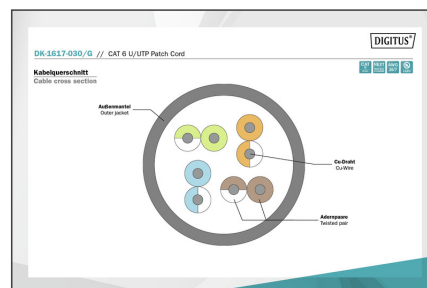 DIGITUS®
DK-1617-030/G // CAT 6 U/UTP Patch Cord
Kabelquerschnitt
Cable cross section
Außenmantel
Outer jacket
Cu-Draht
Cu-Wire
Adernpaare
Twisted pair